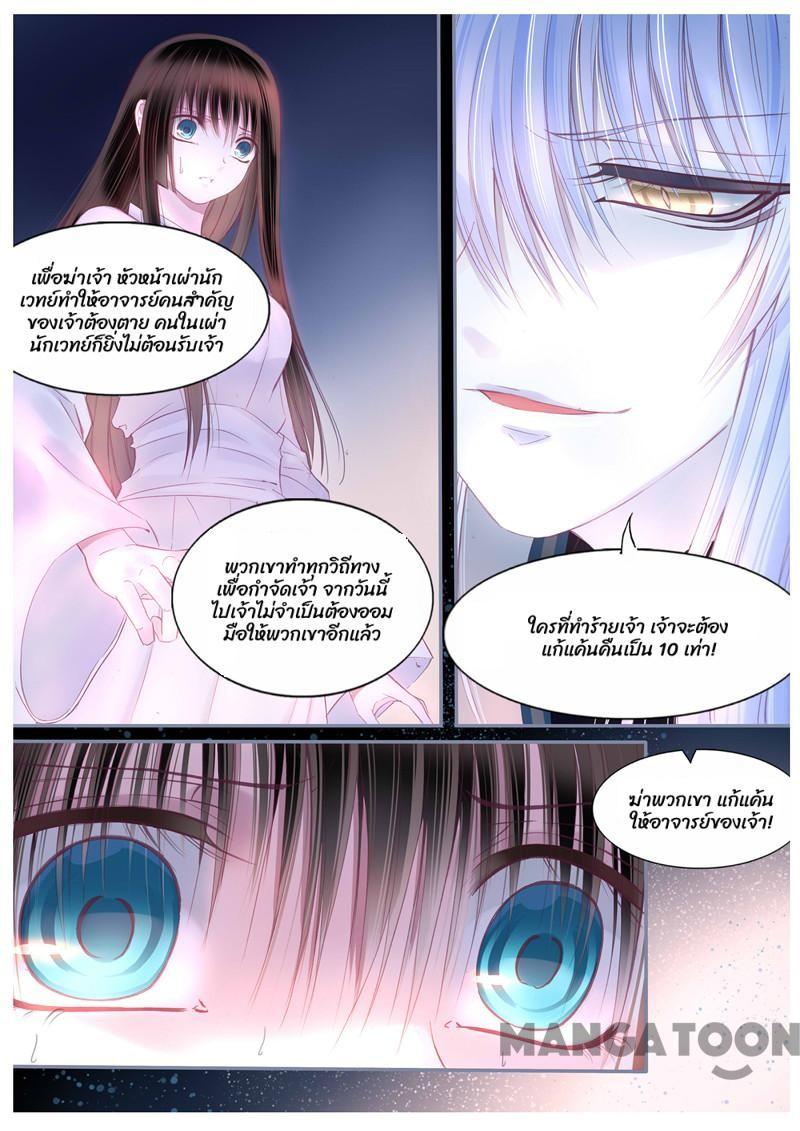 เพื่อฆ่าเจ้า หัวหน้าเผ่านัก
เวทย์ทำให้อาจารย์คนสำคัญ
ของเจ้าต้องตาย คนในเผ่า
นักเวทย์ก็ยิ่งไม่ต้อนรับเจ้า
พวกเขาทำทุกวิถีทาง
เพื่อกำจัดเจ้า จากวันนี้
ไปเจ้าไม่จำเป็นต้องออม
มือให้พวกเขาอีกแล้ว
ใครที่ทำร้ายเจ้า เจ้าจะต้อง
แก้แค้นคืนเป็น 10 เท่า!
ฆ่าพวกเขา แก้แค้น
ให้อาจารย์ของเจ้า!
MANGATOON